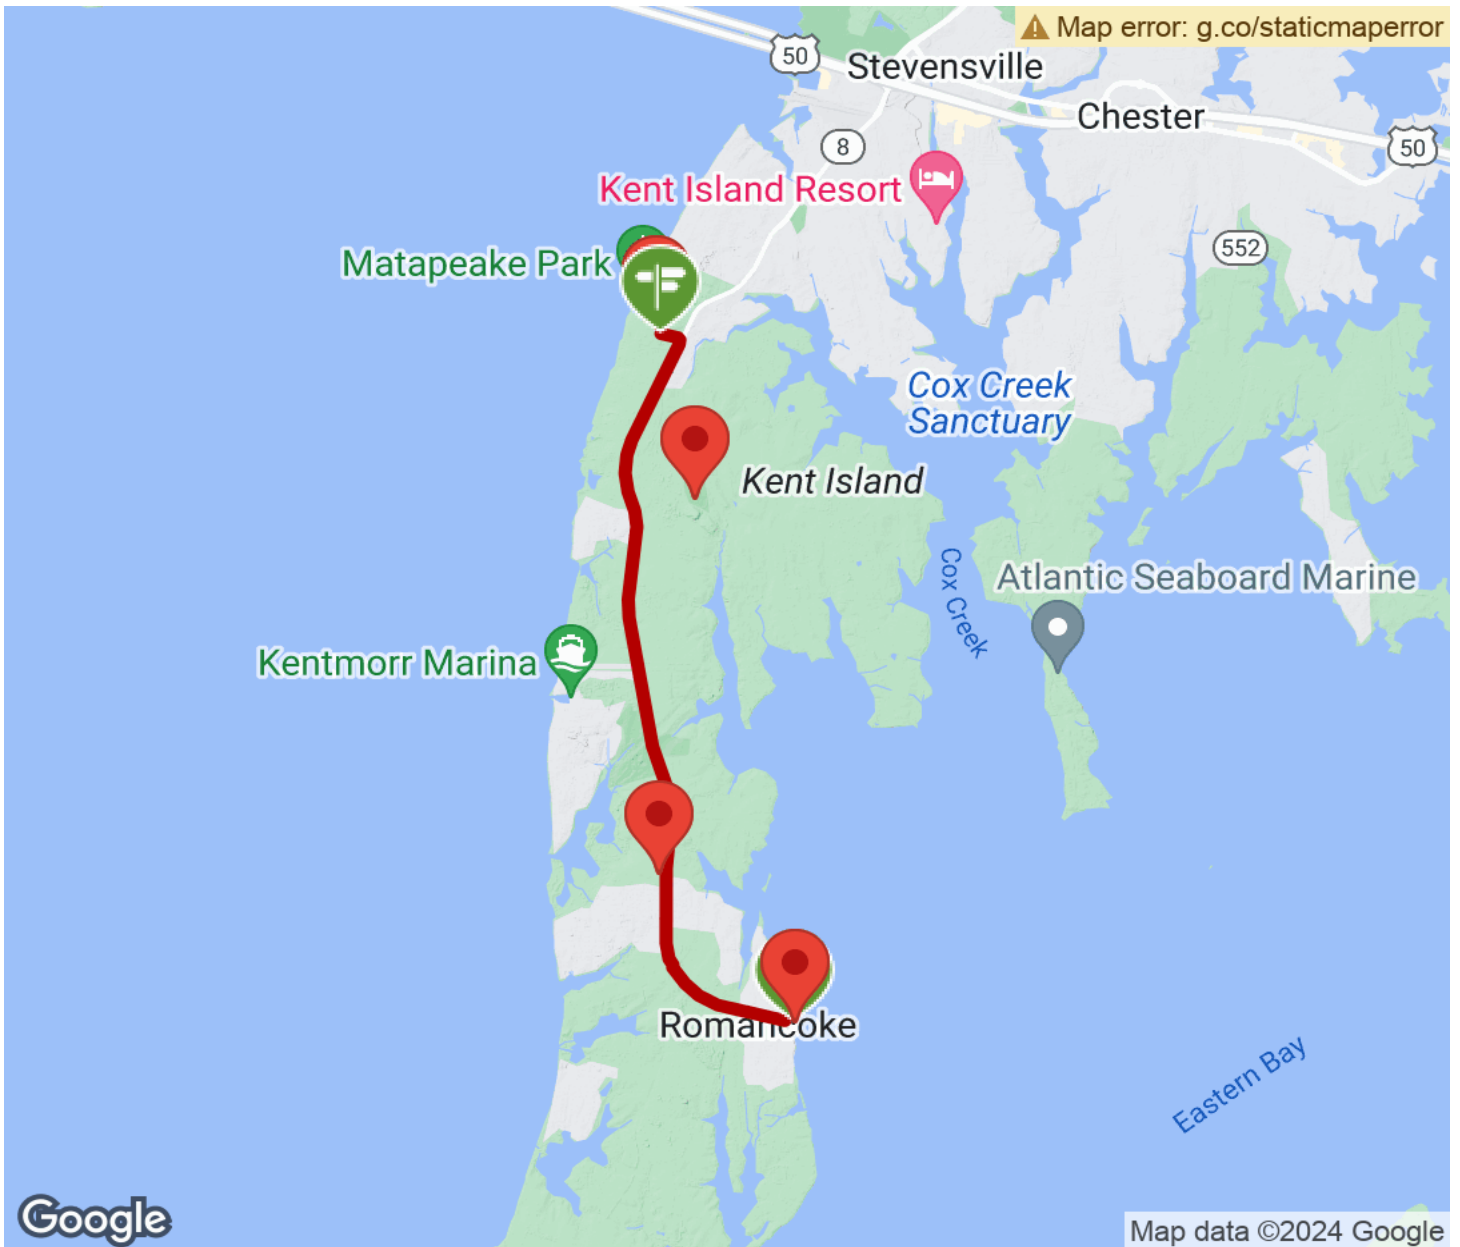 Map error: g.co/staticmaperror
50
Stevensville
Chester
50
8
Kent Island Resort
552
Matapeake Park
Cox Creek
Sanctuary
Kent Island
Cox Creek
Atlantic Seaboard Marine
Kentmorr Marina
Romancoke
Eastern Bay
Google
Map data ©2024 Google